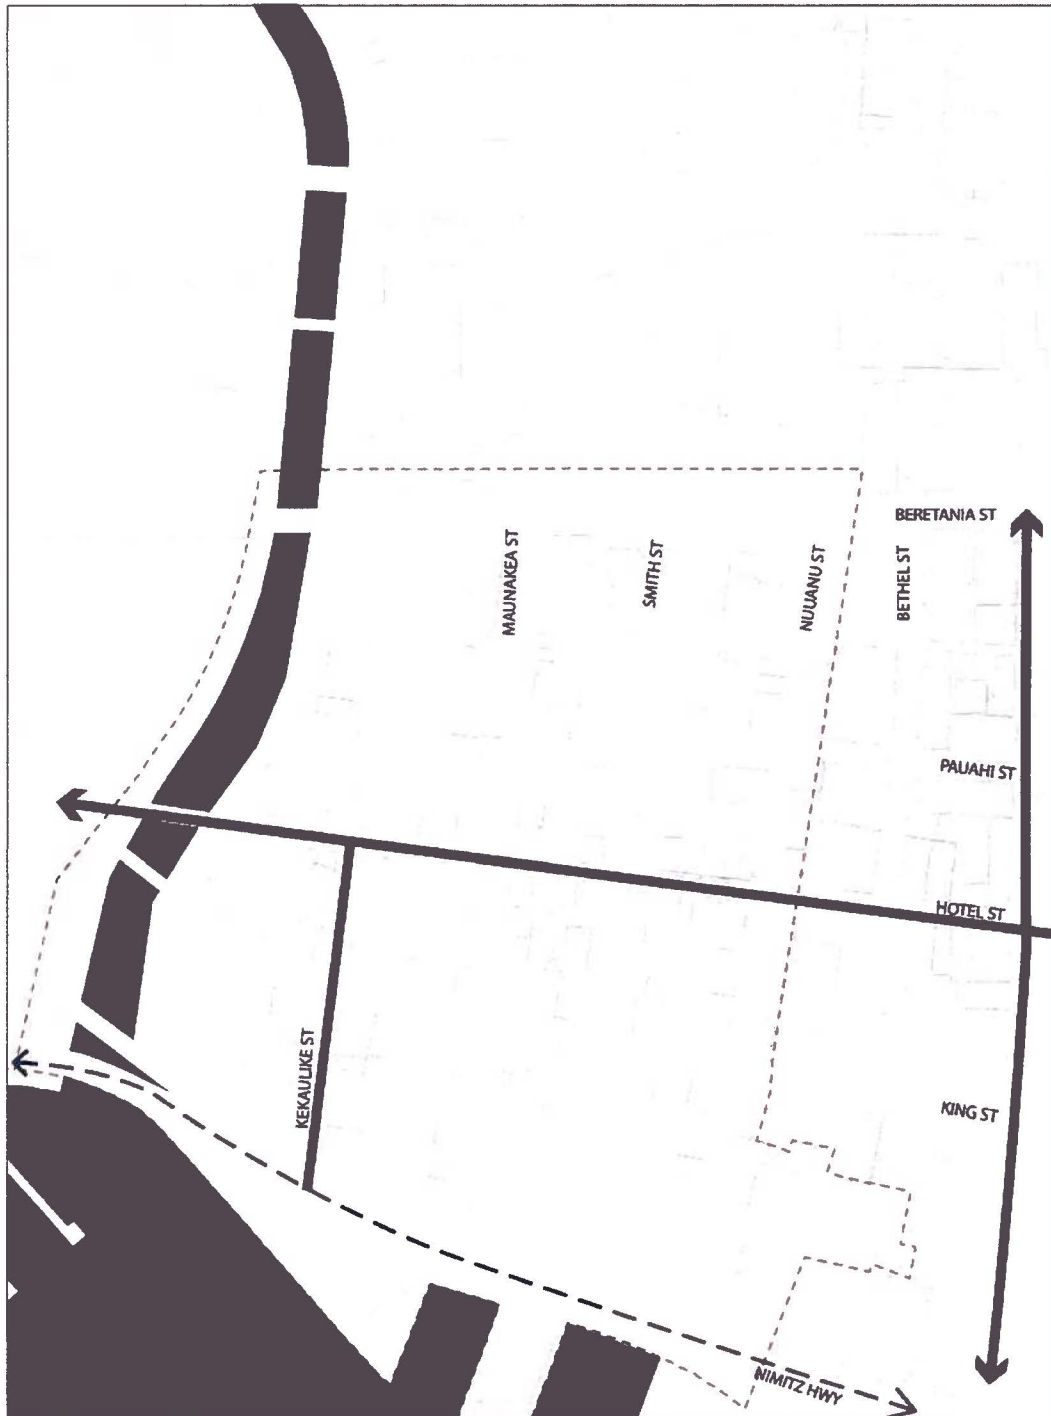 BERETANIA ST
MAUNAKEA ST
SMITH ST
NUUANU ST
BETHEL ST
PAUAHI ST
HOTEL ST
KEKAULIKE ST
KING ST
NIMITZ HWY